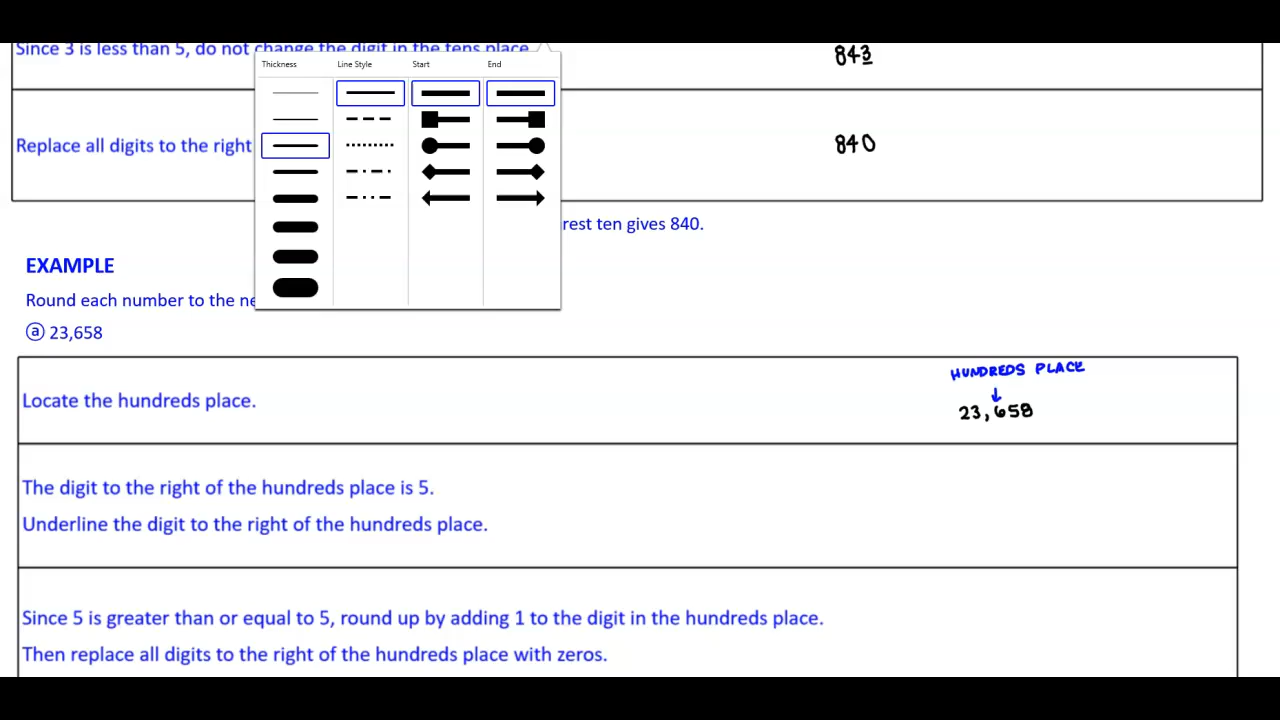 Since 3 is less than 5, do not change the digit in the tens place
843
Thickness Line Style Start End
Replace all digits to the right
840
rest ten gives 840.
EXAMPLE
Round each number to the ne
ⓐ 23,658
HUNDREDS PLACE
↓
Locate the hundreds place.
23,658
The digit to the right of the hundreds place is 5.
Underline the digit to the right of the hundreds place.
Since 5 is greater than or equal to 5, round up by adding 1 to the digit in the hundreds place.
Then replace all digits to the right of the hundreds place with zeros.